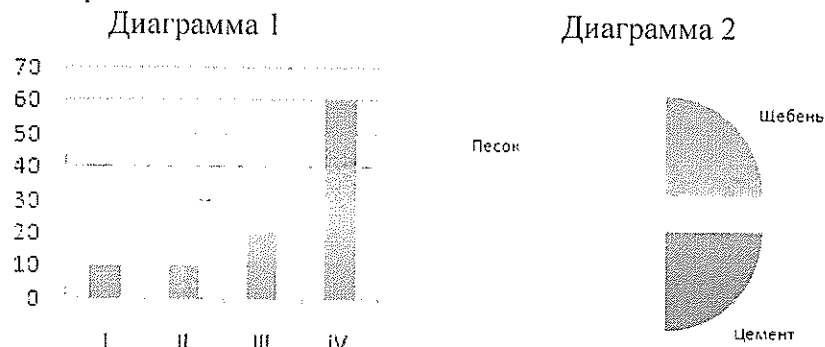 Диаграмма 1
Диаграмма 2
70
60
50
40
30
20
10
0
I
II
III
IV
Песок
Щебень
Цемент